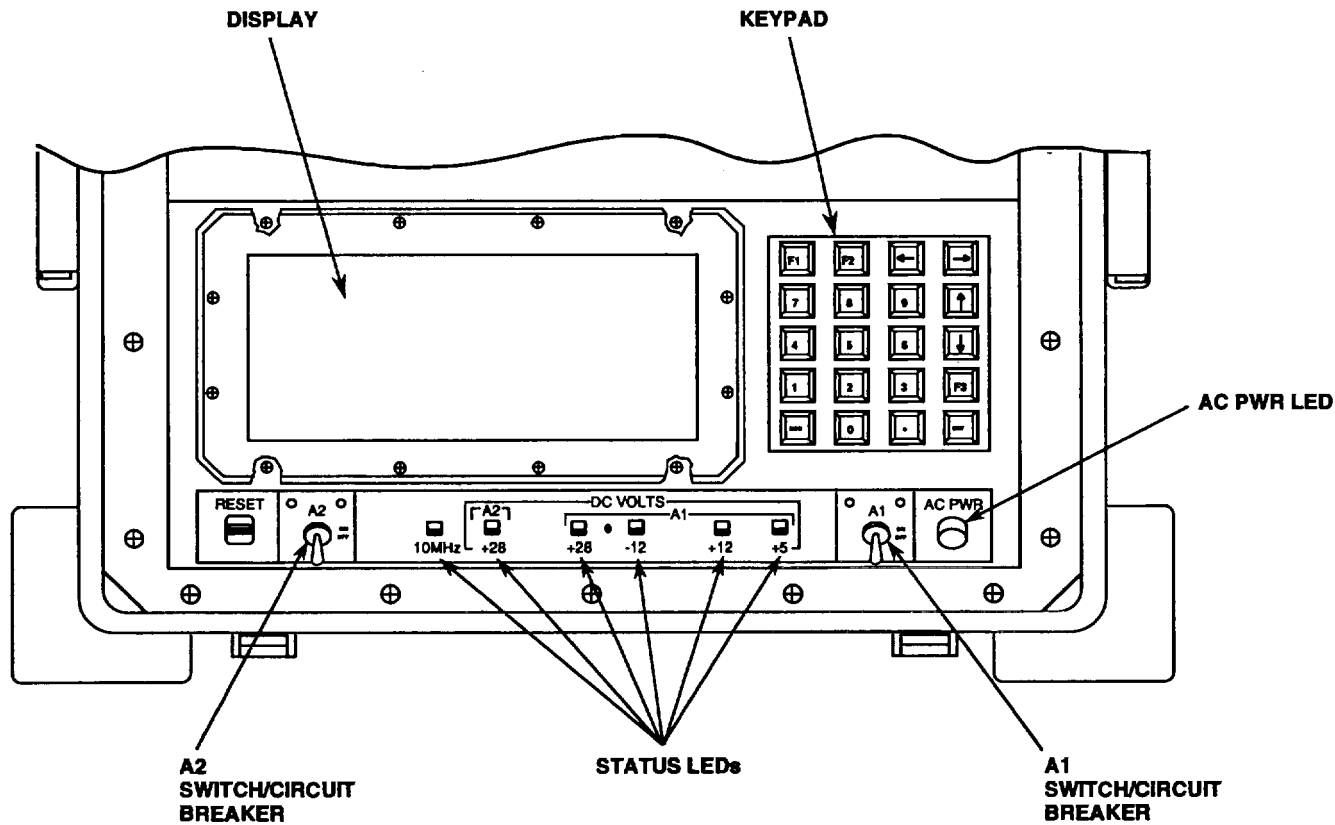 DISPLAY
KEYPAD
F1
F2
←
→
7
8
9
↑
4
5
6
↓
1
2
3
F3
0
.
AC PWR LED
RESET
A2
A2
DC VOLTS
A1
A1
AC PWR
10MHz
+28
+28
-12
+12
+5
A2
SWITCH/CIRCUIT
BREAKER
STATUS LEDs
A1
SWITCH/CIRCUIT
BREAKER